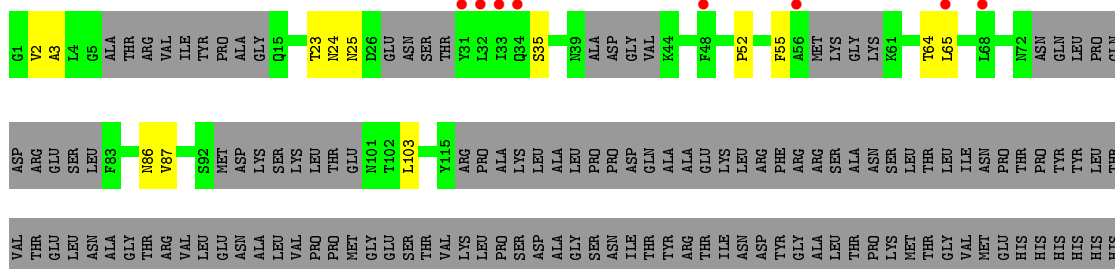 G1 V2 A3 L4 G5 ALA THR ARG VAL ILE TYR PRO ALA GLY Q15 T23 N24 N25 D26 GLU ASN SER THR Y31 L32 I33 Q34 S35 N39 ALA ASP GLY VAL K44 F48 P52 F55 A56 MET LYS GLY LYS K61 T64 L65 L68 N72 ASN GLN LEU PRO GLN
ASP ARG GLU SER LEU F83 N86 V87 S92 MET ASP LYS SER LYS LEU THR GLU N101 T102 L103 Y115 ARG PRO ALA LYS LEU ALA LEU PRO PRO ASP GLN ALA ALA GLU LYS LEU ARG PHE ARG ARG SER ALA ASN SER LEU THR LEU ILE ASN PRO THR PRO TYR TYR LEU THR
VAL THR GLU LEU LEU ASN ALA GLY THR ARG VAL LEU GLU ASN ALA LEU VAL PRO PRO MET GLY GLU SER THR VAL LYS LEU PRO SER ASP ALA GLY SER ASN ILE THR TYR ARG THR ILE ASN ASP TYR GLY ALA LEU THR PRO LYS MET THR GLY VAL MET GLU HIS HIS HIS HIS HIS